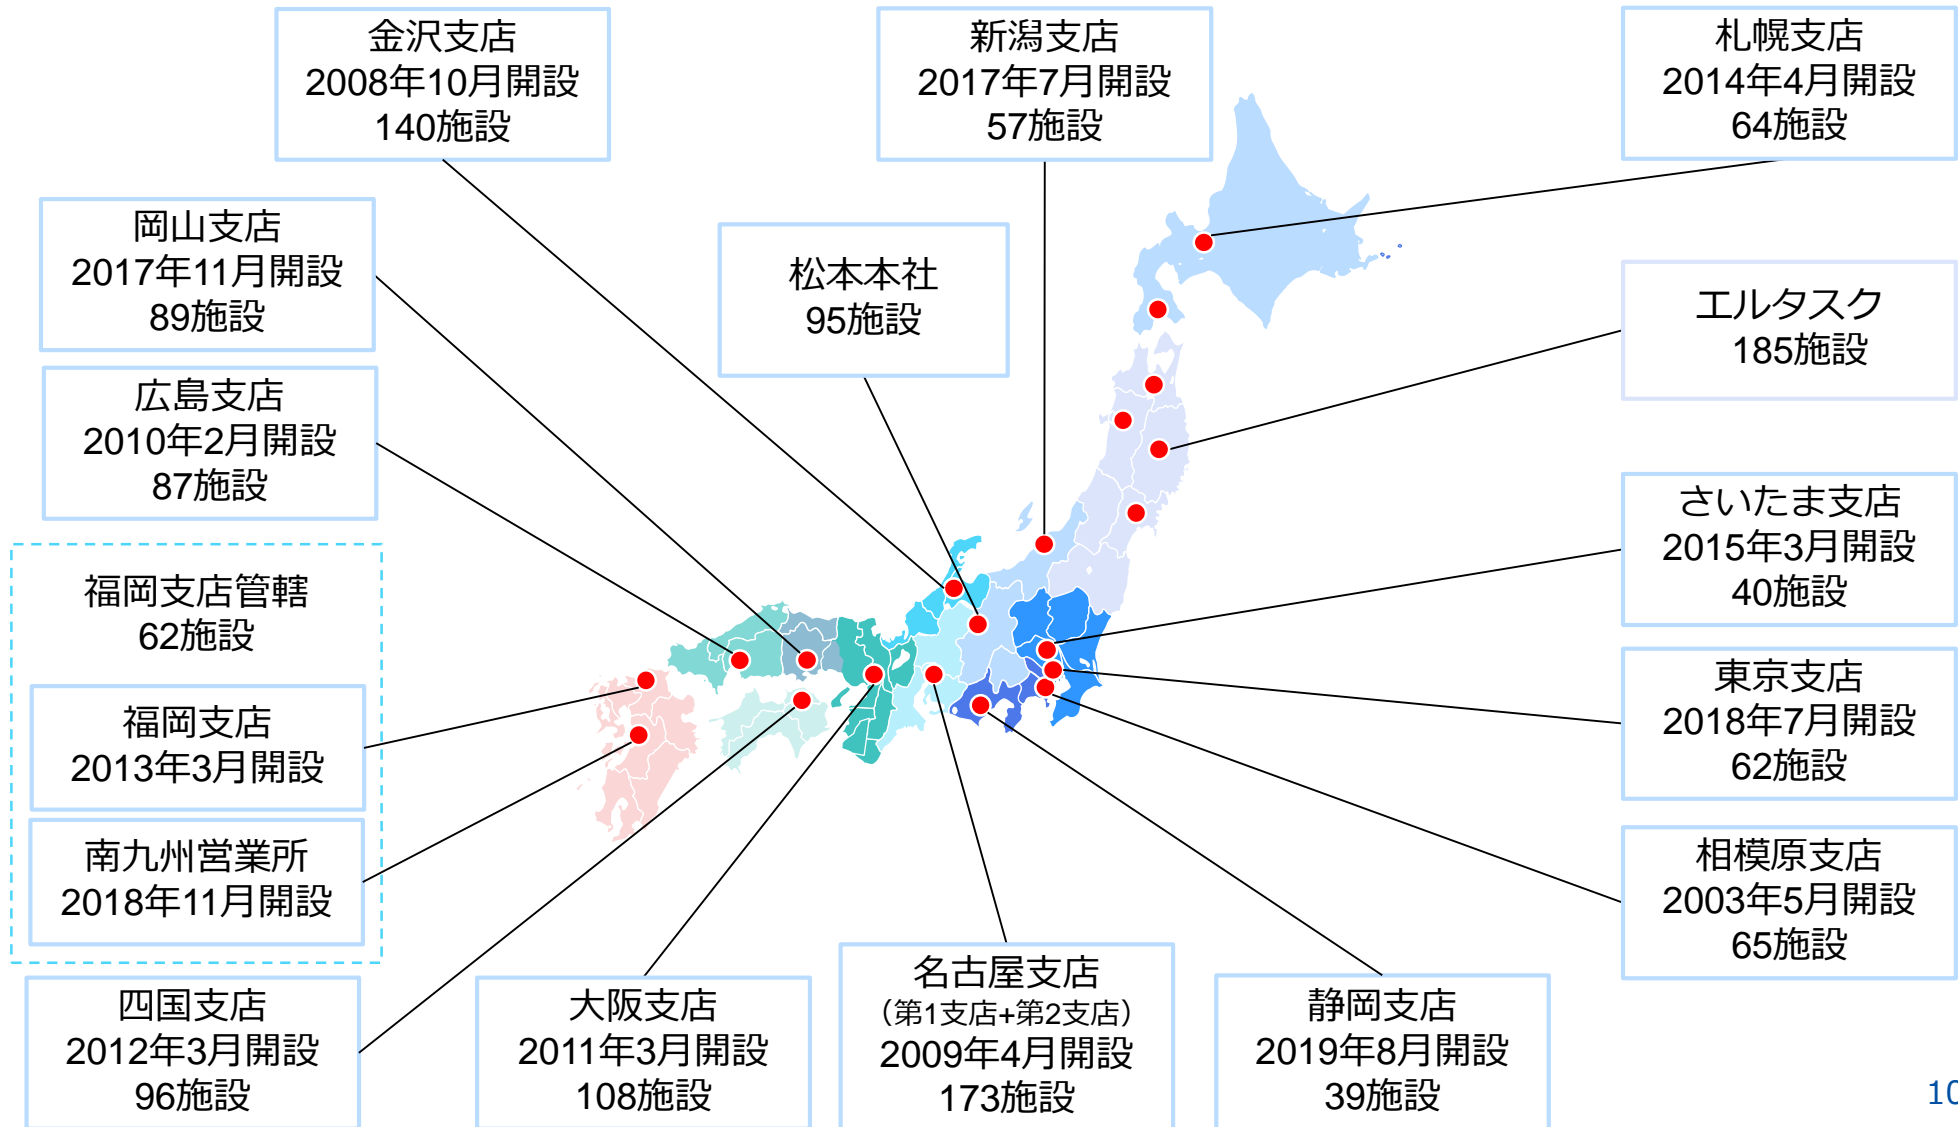 金沢支店
2008年10月開設
140施設
新潟支店
2017年7月開設
57施設
札幌支店
2014年4月開設
64施設
岡山支店
2017年11月開設
89施設
松本本社
95施設
エルタスク
185施設
広島支店
2010年2月開設
87施設
さいたま支店
2015年3月開設
40施設
福岡支店管轄
62施設
福岡支店
2013年3月開設
南九州営業所
2018年11月開設
東京支店
2018年7月開設
62施設
相模原支店
2003年5月開設
65施設
四国支店
2012年3月開設
96施設
大阪支店
2011年3月開設
108施設
名古屋支店
（第1支店+第2支店）
2009年4月開設
173施設
静岡支店
2019年8月開設
39施設
10